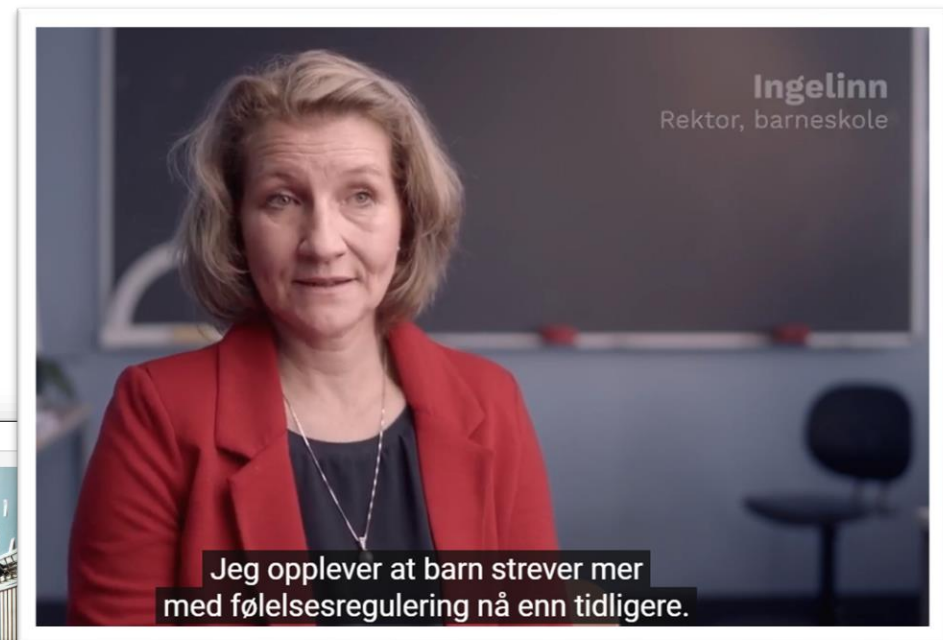 Ingelinn
Rektor, barneskole
Jeg opplever at barn strever mer
med følelsesregulering nå enn tidligere.